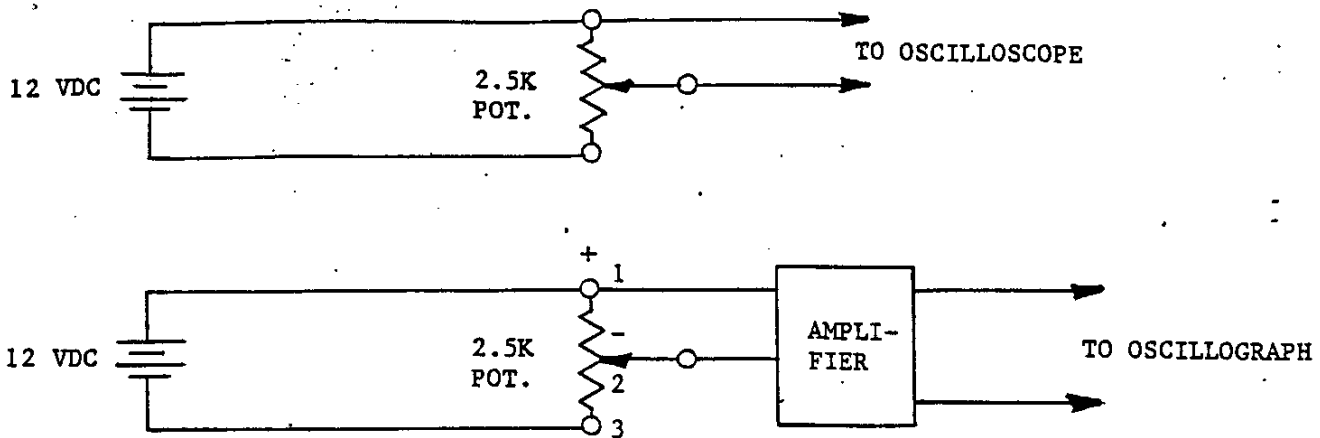 12 VDC
2.5K
POT.
TO OSCILLOSCOPE
12 VDC
2.5K
POT.
+
1
-
2
3
AMPLI-
FIER
TO OSCILLOGRAPH